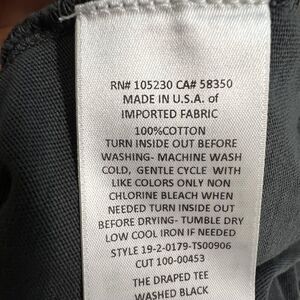 RN# 105230 CA# 58350
MADE IN U.S.A. of
IMPORTED FABRIC
100%COTTON
TURN INSIDE OUT BEFORE
WASHING- MACHINE WASH
COLD, GENTLE CYCLE WITH
LIKE COLORS ONLY NON
CHLORINE BLEACH WHEN
NEEDED TURN INSIDE OUT
BEFORE DRYING- TUMBLE DRY
LOW COOL IRON IF NEEDED
STYLE 19-2-0179-TS00906
CUT 100-00453
THE DRAPED TEE
WASHED BLACK